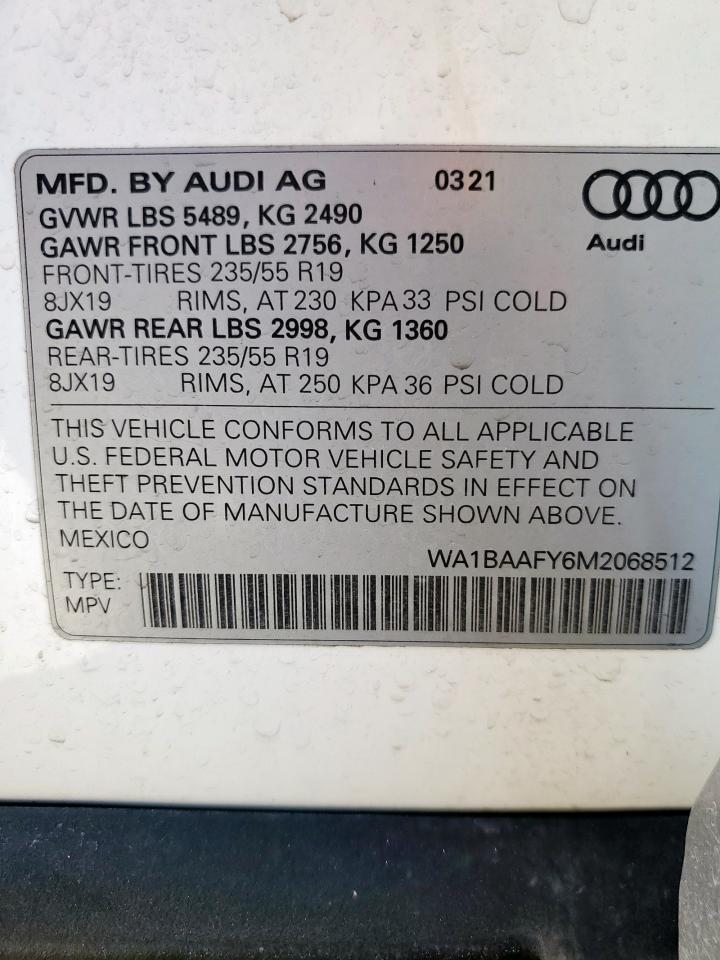 MFD. BY AUDI AG 0321
GVWR LBS 5489, KG 2490
GAWR FRONT LBS 2756, KG 1250
Audi
FRONT-TIRES 235/55 R19
8JX19 RIMS, AT 230 KPA 33 PSI COLD
GAWR REAR LBS 2998, KG 1360
REAR-TIRES 235/55 R19
8JX19 RIMS, AT 250 KPA 36 PSI COLD
THIS VEHICLE CONFORMS TO ALL APPLICABLE
U.S. FEDERAL MOTOR VEHICLE SAFETY AND
THEFT PREVENTION STANDARDS IN EFFECT ON
THE DATE OF MANUFACTURE SHOWN ABOVE.
MEXICO
WA1BAAFY6M2068512
TYPE:
MPV